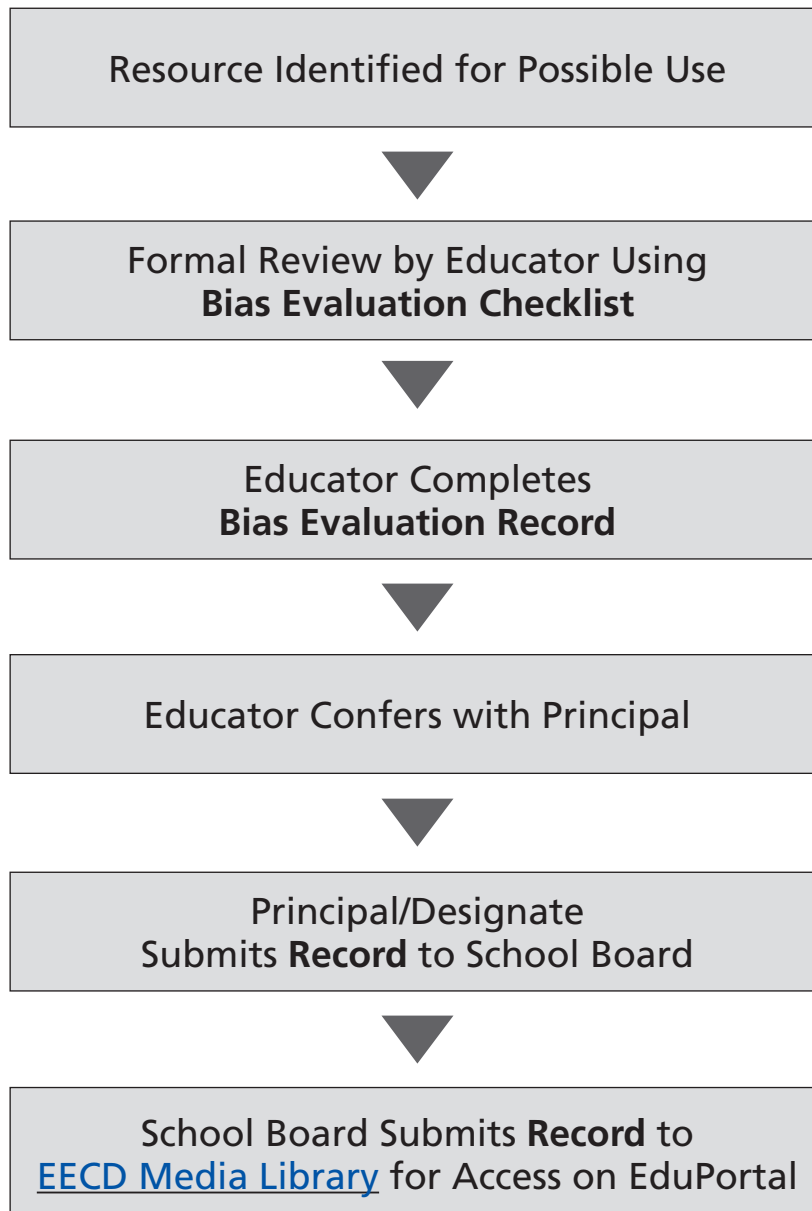 Resource Identified for Possible Use
Formal Review by Educator Using
Bias Evaluation Checklist
Educator Completes
Bias Evaluation Record
Educator Confers with Principal
Principal/Designate
Submits Record to School Board
School Board Submits Record to
EECD Media Library for Access on EduPortal